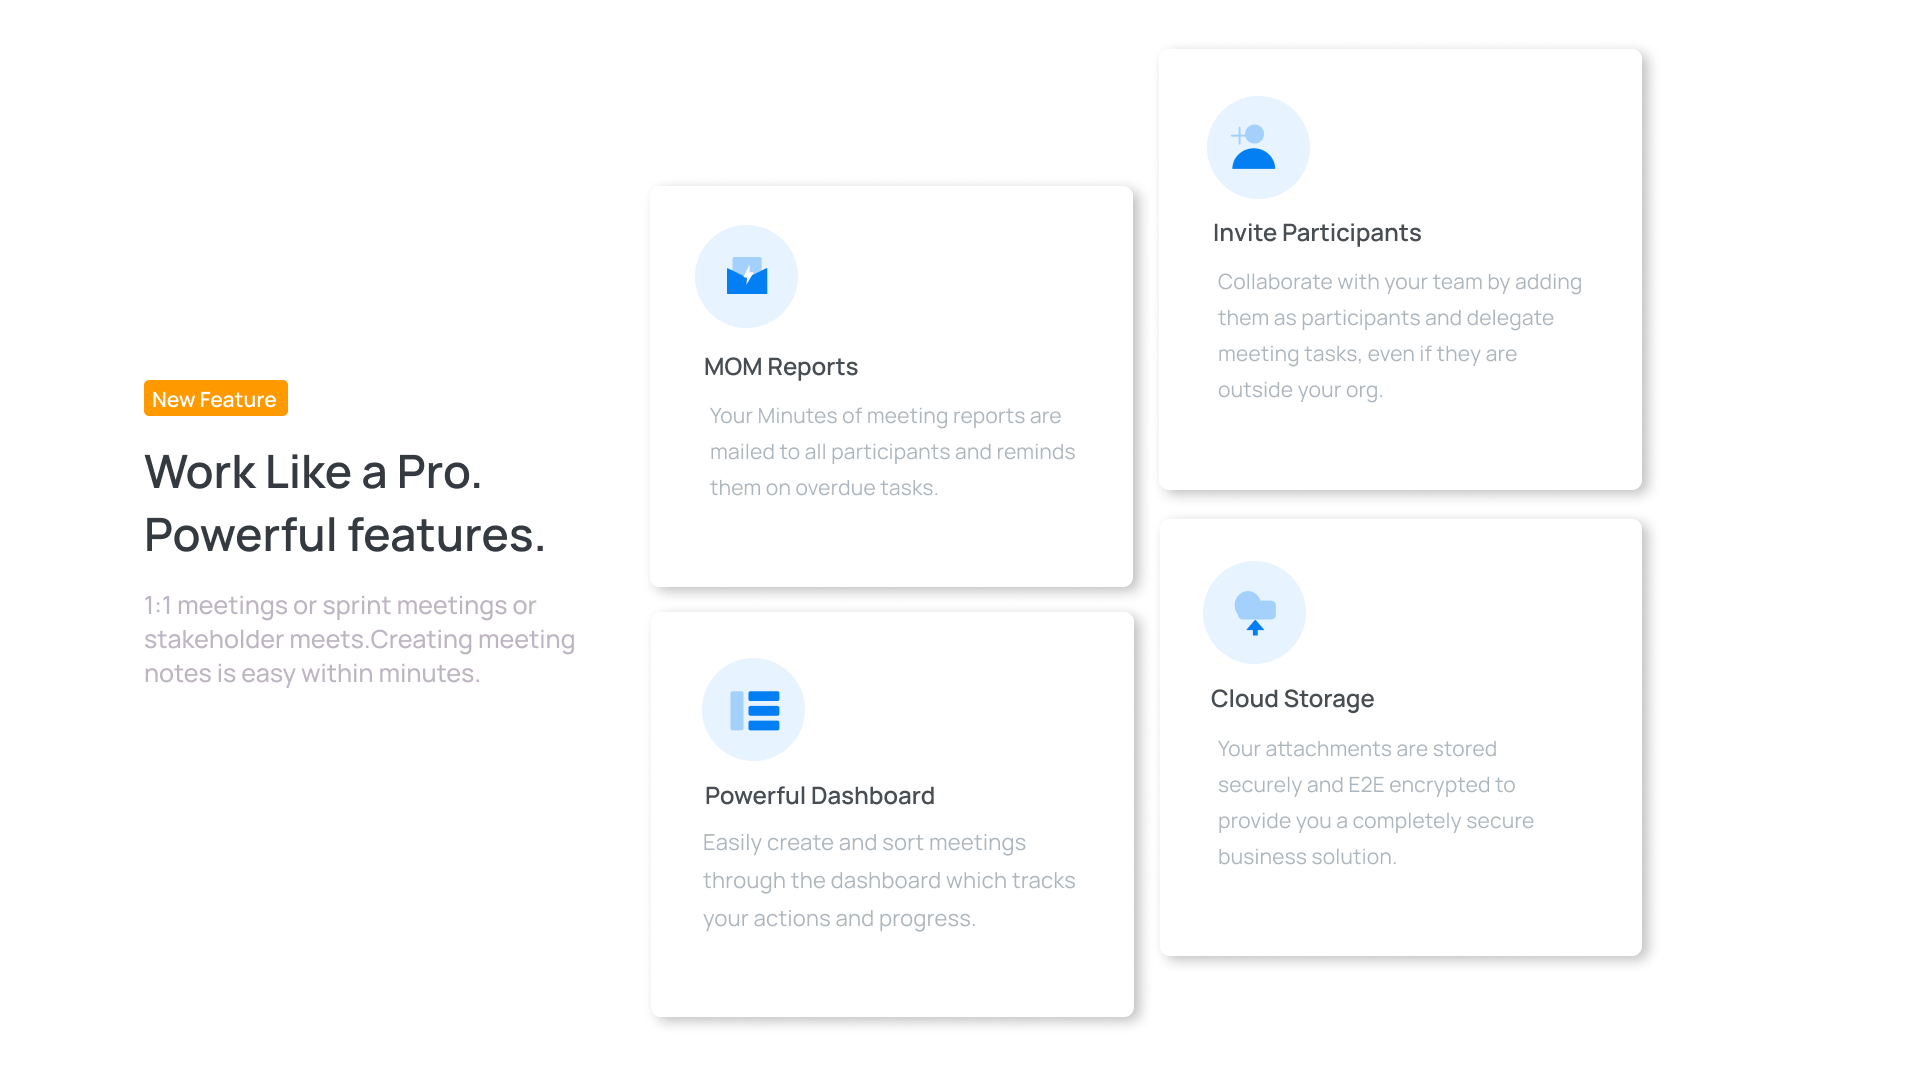 New Feature
Work Like a Pro.
Powerful features.
1:1 meetings or sprint meetings or
stakeholder meets.Creating meeting
notes is easy within minutes.
MOM Reports
Your Minutes of meeting reports are
mailed to all participants and reminds
them on overdue tasks.
Powerful Dashboard
Easily create and sort meetings
through the dashboard which tracks
your actions and progress.
Invite Participants
Collaborate with your team by adding
them as participants and delegate
meeting tasks, even if they are
outside your org.
Cloud Storage
Your attachments are stored
securely and E2E encrypted to
provide you a completely secure
business solution.